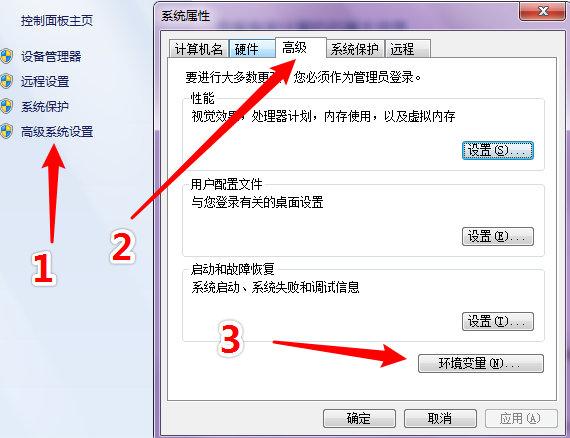 控制面板主页
设备管理器
远程设置
系统保护
高级系统设置
1
系统属性
计算机名 硬件 高级 系统保护 远程
要进行大多数更改，您必须作为管理员登录。
性能
视觉效果，处理器计划，内存使用，以及虚拟内存
设置(S)...
2
用户配置文件
与您登录有关的桌面设置
设置(E)...
启动和故障恢复
系统启动、系统失败和调试信息
设置(T)...
3
环境变量(N)...
确定 取消 应用(A)